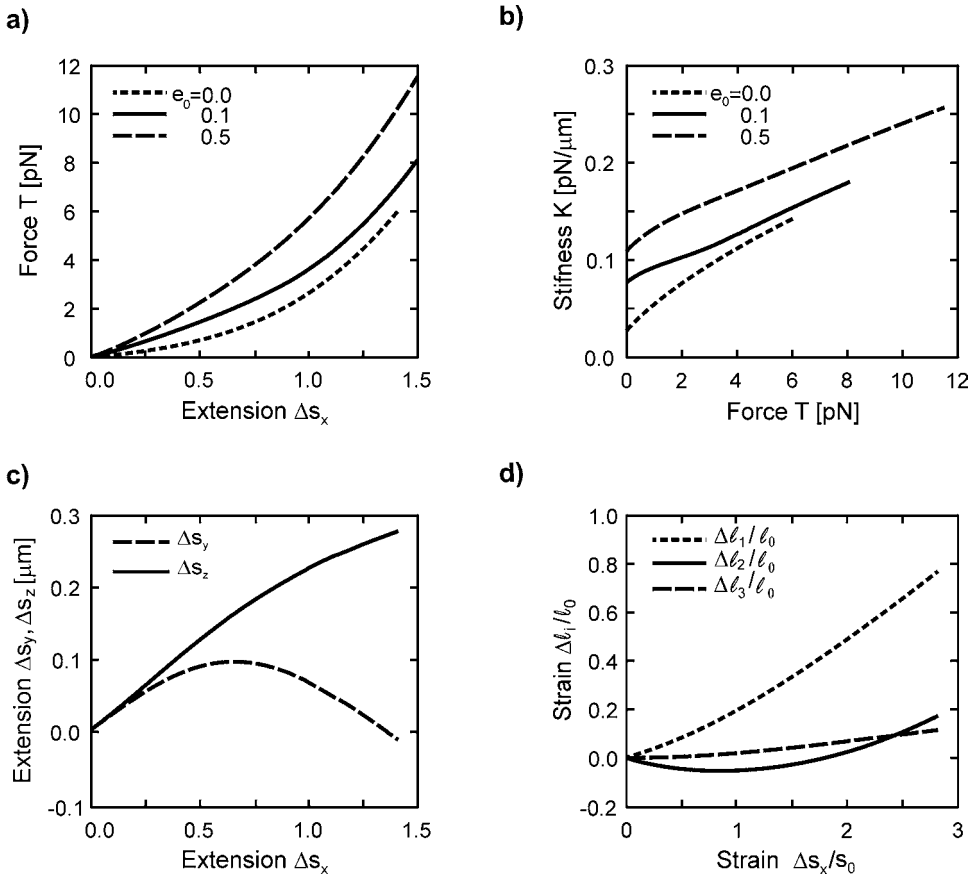 a)
12
10
8
6
4
2
0
Force T [pN]
e₀=0.0
0.1
0.5
0.0
0.5
1.0
1.5
Extension Δsₓ
b)
0.3
0.2
0.1
0.0
Stifness K [pN/μm]
e₀=0.0
0.1
0.5
0
2
4
6
8
10
12
Force T [pN]
c)
0.3
0.2
0.1
0.0
-0.1
Extension Δs_y, Δs_z [μm]
Δs_y
Δs_z
0.0
0.5
1.0
1.5
Extension Δsₓ
d)
1.0
0.8
0.6
0.4
0.2
0.0
-0.2
Strain Δℓᵢ/ℓ₀
Δℓ₁/ℓ₀
Δℓ₂/ℓ₀
Δℓ₃/ℓ₀
0
1
2
3
Strain Δsₓ/s₀